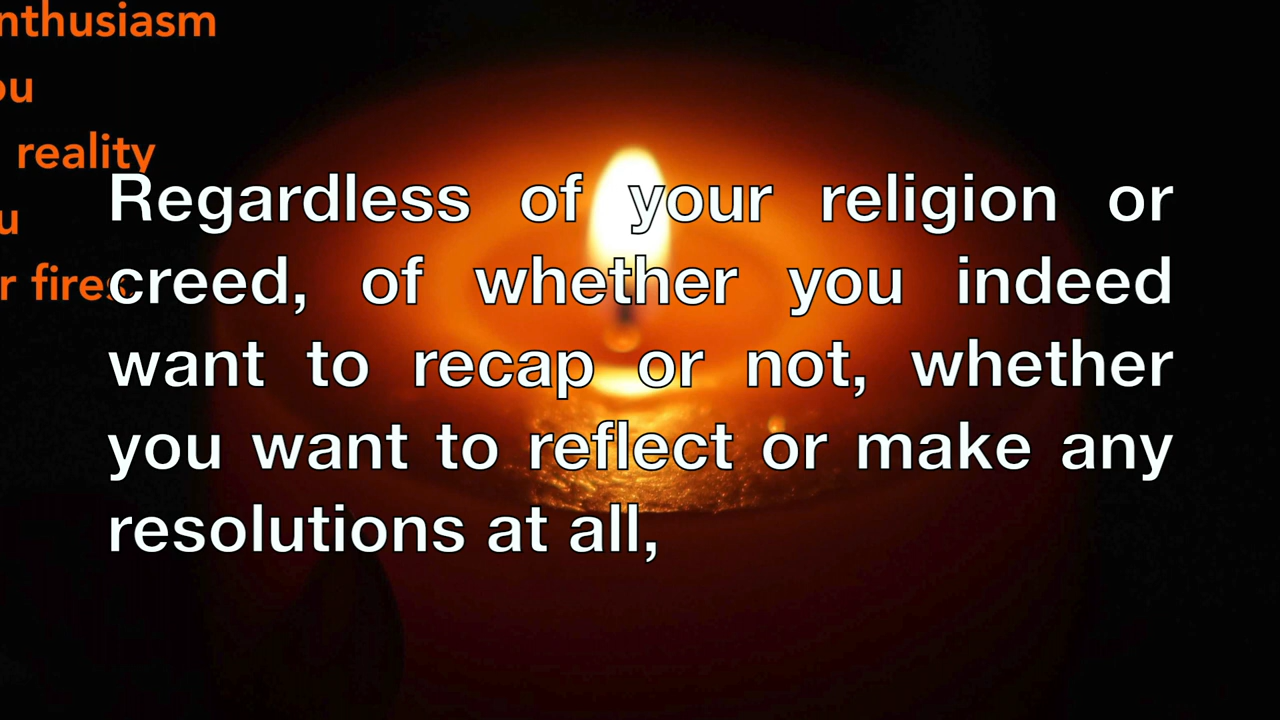 nthusiasm
ou
reality
u
r fires
Regardless of your religion or
creed, of whether you indeed
want to recap or not, whether
you want to reflect or make any
resolutions at all,